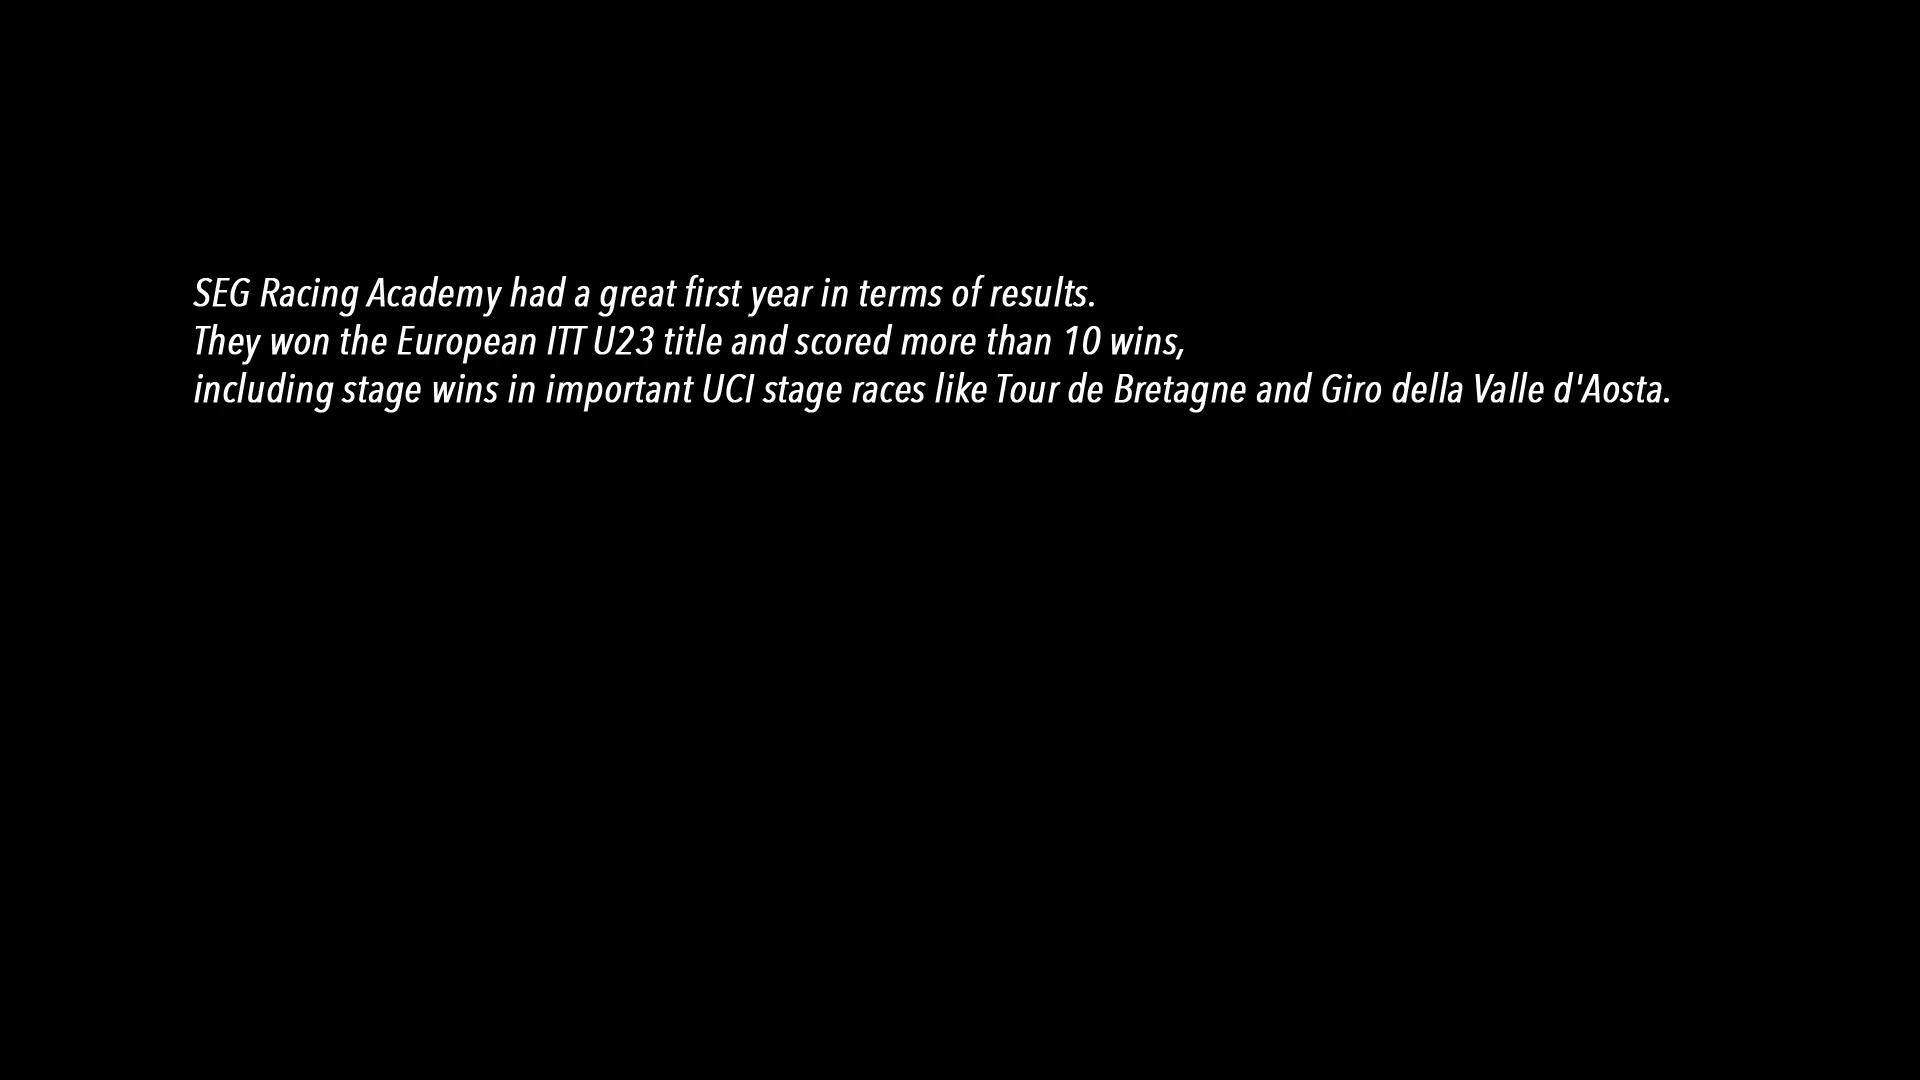 SEG Racing Academy had a great first year in terms of results.
They won the European ITT U23 title and scored more than 10 wins,
including stage wins in important UCI stage races like Tour de Bretagne and Giro della Valle d'Aosta.